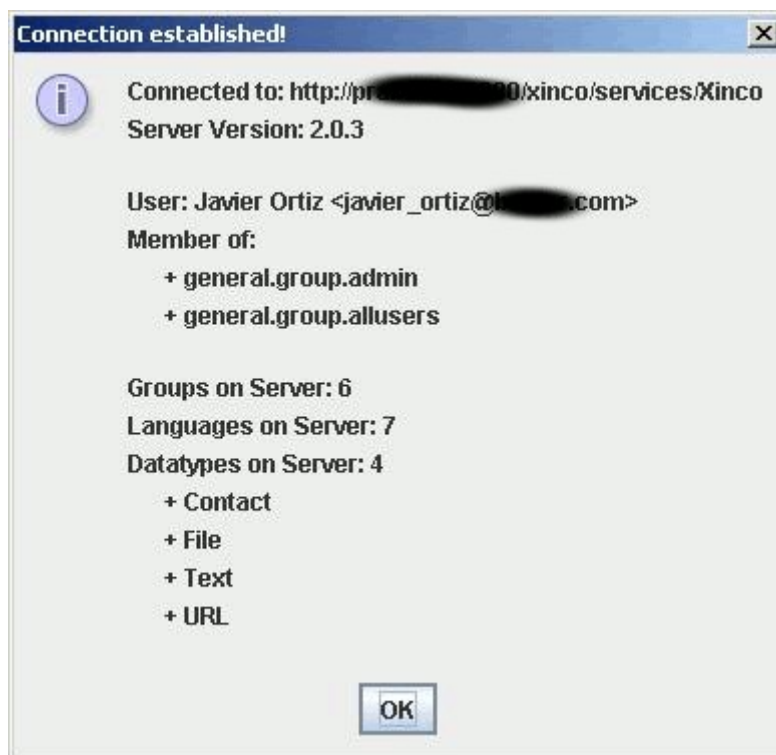 Connection established!
Connected to: http://pr 0/xinco/services/Xinco
Server Version: 2.0.3
User: Javier Ortiz <javier_ortiz@ .com>
Member of:
+ general.group.admin
+ general.group.allusers
Groups on Server: 6
Languages on Server: 7
Datatypes on Server: 4
+ Contact
+ File
+ Text
+ URL
OK